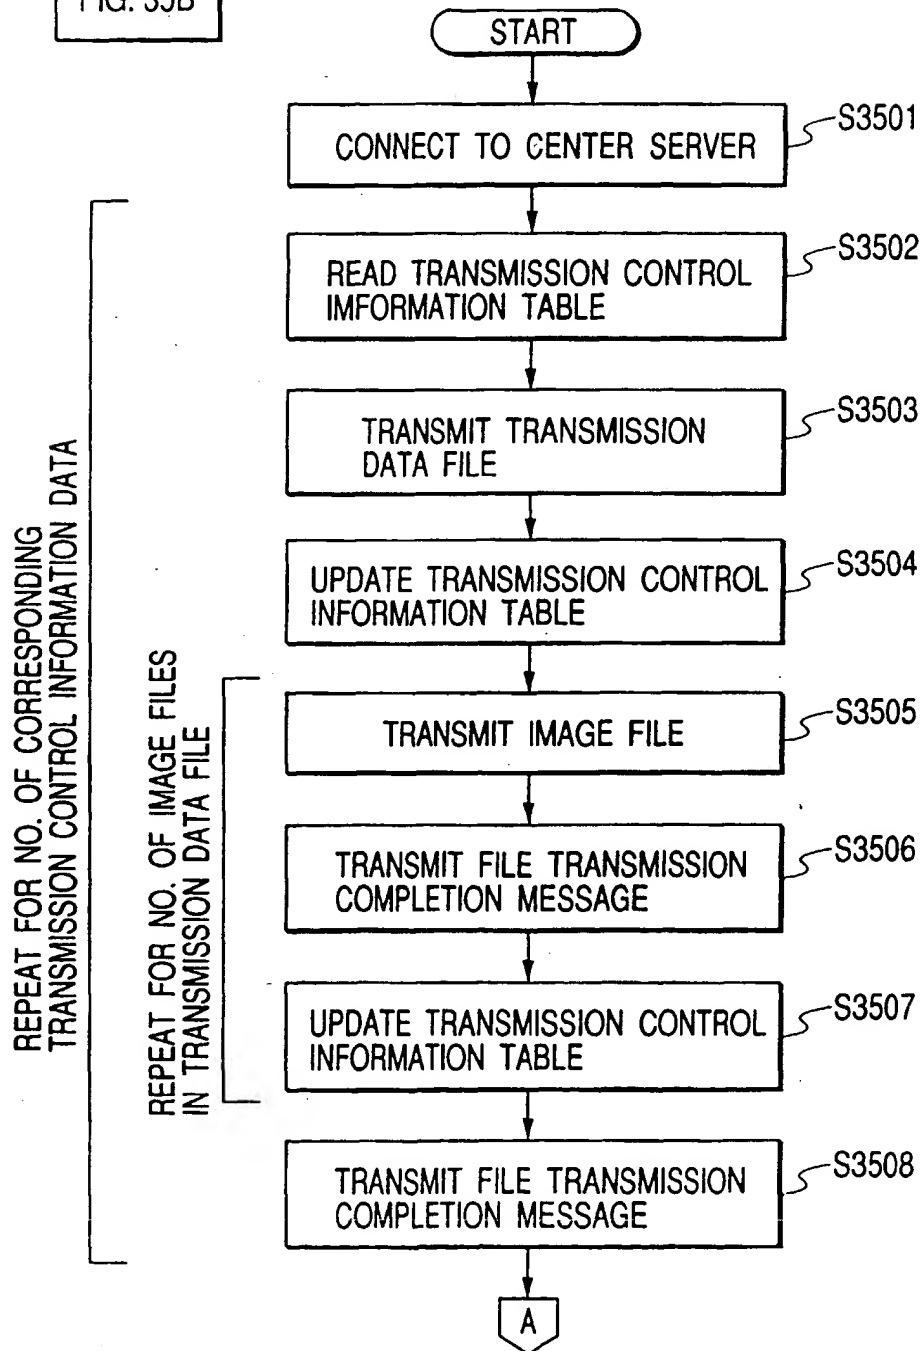 FIG. 35B
START
CONNECT TO CENTER SERVER
S3501
READ TRANSMISSION CONTROL
IMFORMATION TABLE
S3502
TRANSMIT TRANSMISSION
DATA FILE
S3503
UPDATE TRANSMISSION CONTROL
INFORMATION TABLE
S3504
TRANSMIT IMAGE FILE
S3505
TRANSMIT FILE TRANSMISSION
COMPLETION MESSAGE
S3506
UPDATE TRANSMISSION CONTROL
INFORMATION TABLE
S3507
TRANSMIT FILE TRANSMISSION
COMPLETION MESSAGE
S3508
A
REPEAT FOR NO. OF CORRESPONDING
TRANSMISSION CONTROL INFORMATION DATA
REPEAT FOR NO. OF IMAGE FILES
IN TRANSMISSION DATA FILE